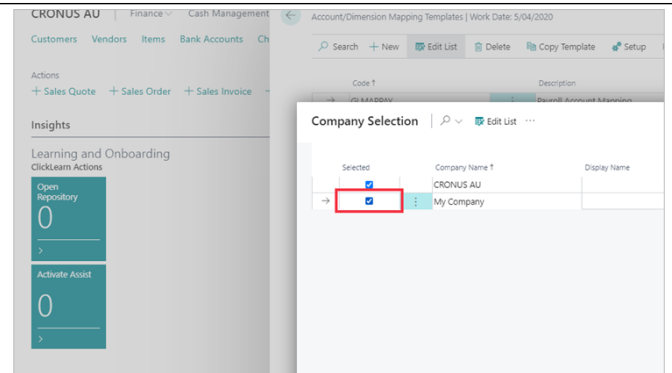 CRONUS AU | Finance Cash Management
Account/Dimension Mapping Templates | Work Date: 5/04/2020
Customers Vendors Items Bank Accounts Ch
Search + New Edit List Delete Copy Template Setup
Actions
+ Sales Quote + Sales Order + Sales Invoice
Code ↑ Description
→ GLMAPPAY Payroll Account Mapping
Company Selection | Edit List ...
Insights
Learning and Onboarding
ClickLearn Actions
Selected Company Name ↑ Display Name
CRONUS AU
→ My Company
Open
Repository
0
>
Activate Assist
0
>